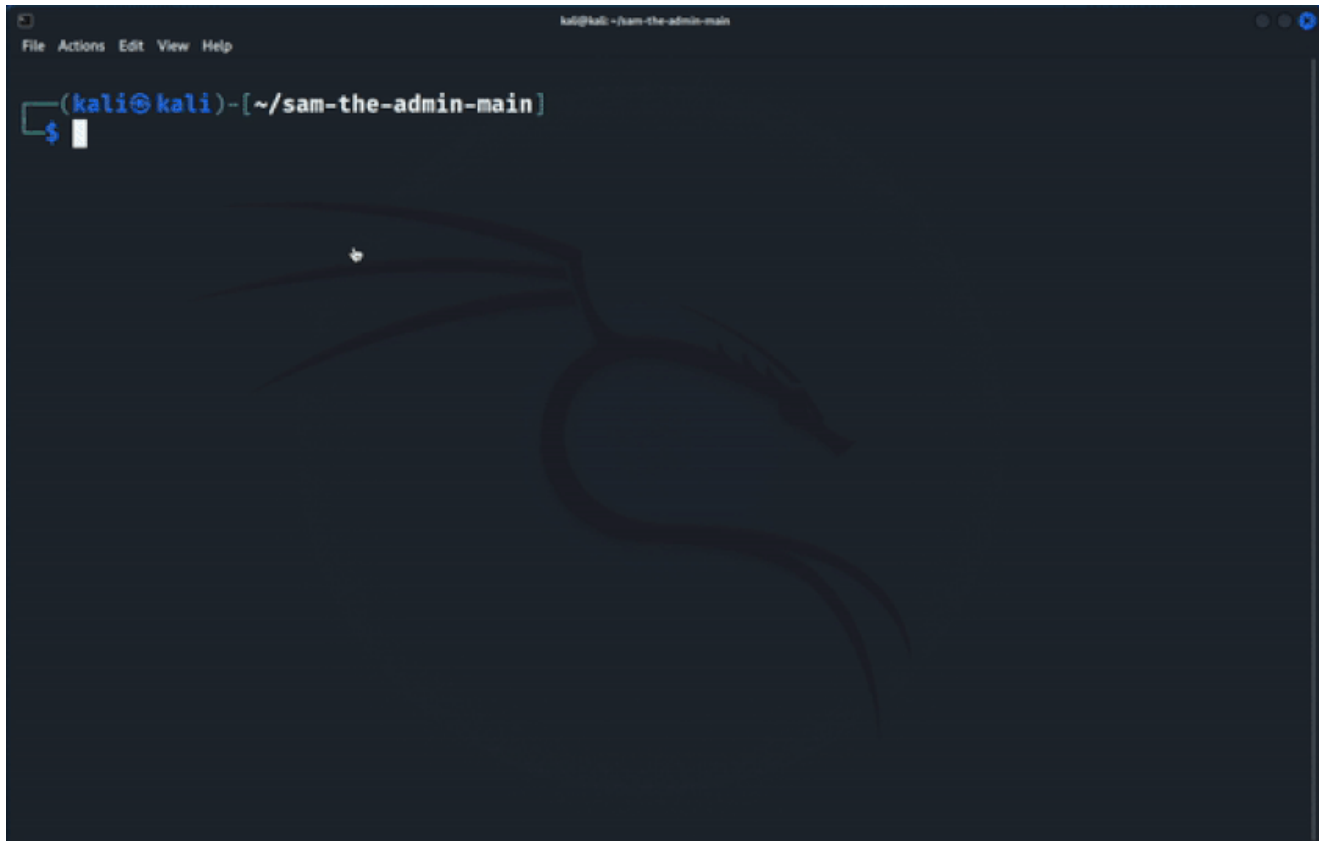 kali@kali: ~/sam-the-admin-main
File Actions Edit View Help
┌──(kali㉿kali)-[~/sam-the-admin-main]
└─$